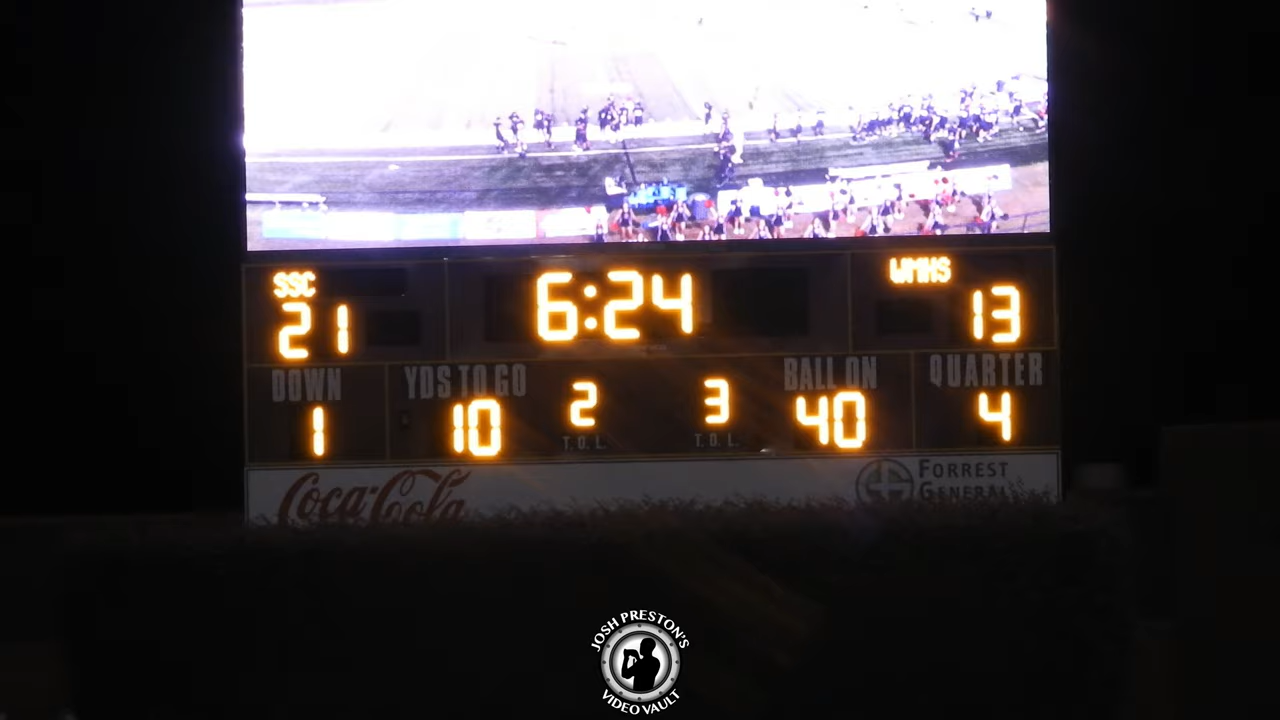 SSC
WMHS
21
6:24
13
DOWN
YDS TO GO
BALL ON
QUARTER
1
10
2
3
40
4
T.O.L.
T.O.L.
Coca-Cola
FORREST
GENERAL
JOSH PRESTON'S
VIDEO VAULT